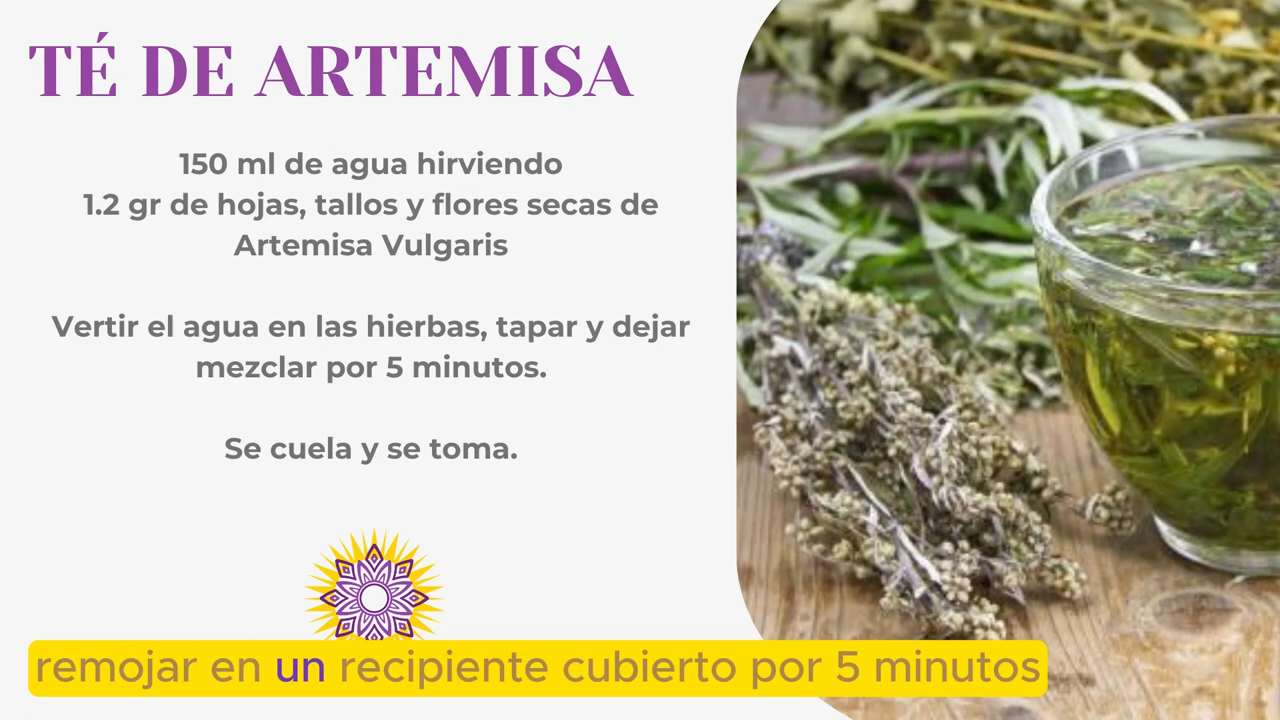 TÉ DE ARTEMISA
150 ml de agua hirviendo
1.2 gr de hojas, tallos y flores secas de
Artemisa Vulgaris
Vertir el agua en las hierbas, tapar y dejar
mezclar por 5 minutos.
Se cuela y se toma.
remojar en un recipiente cubierto por 5 minutos